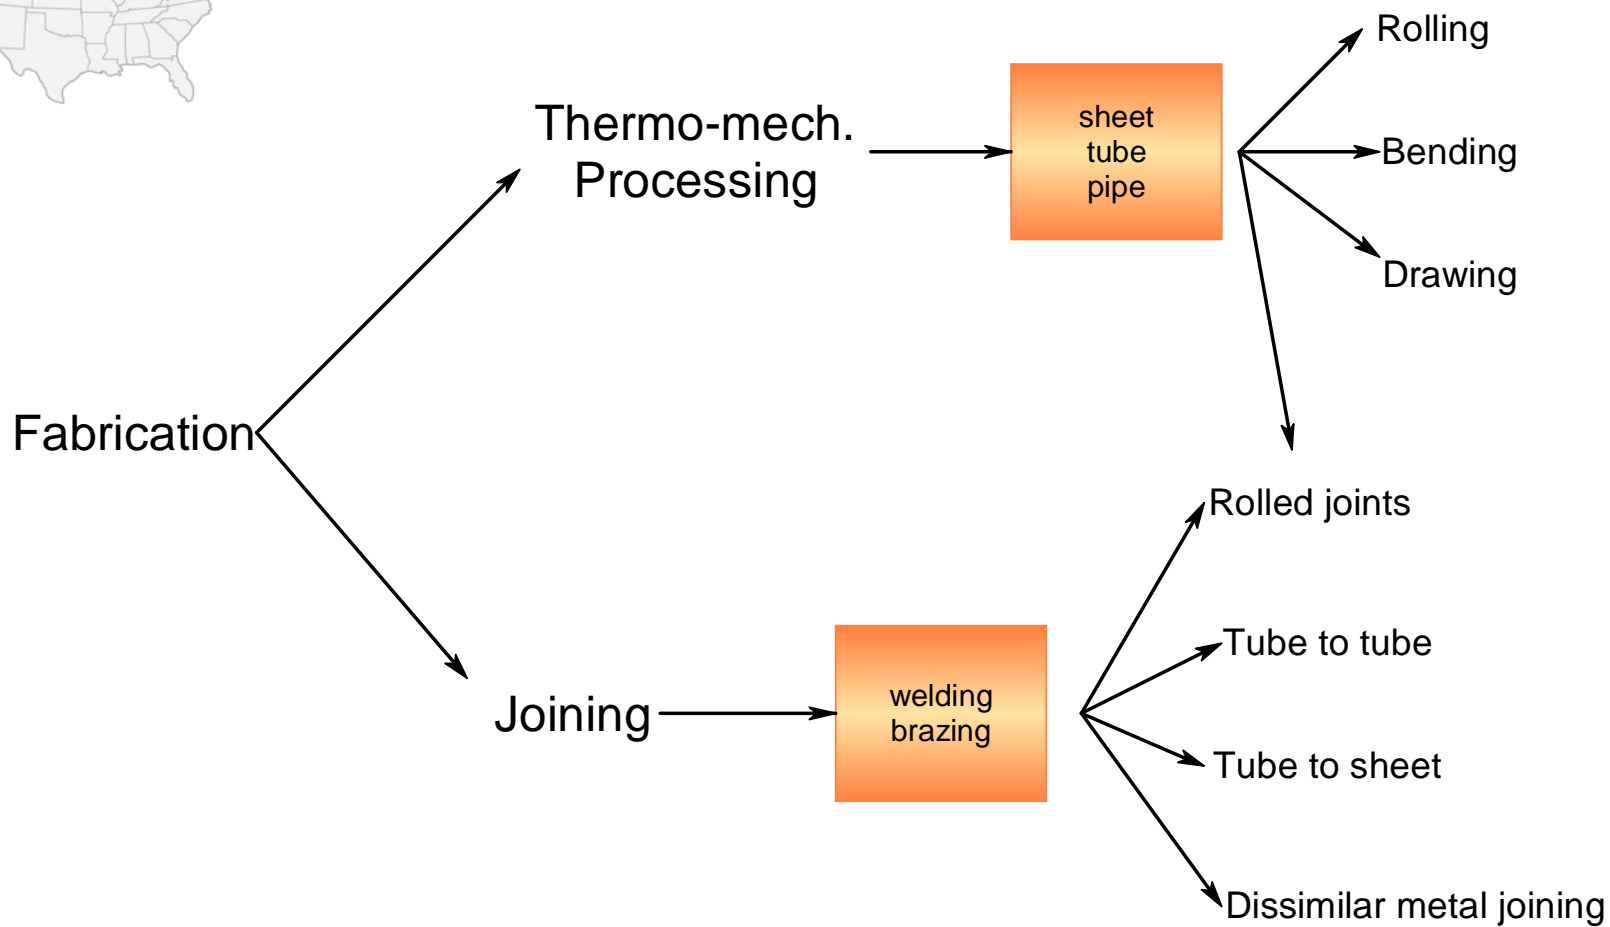 Rolling
Thermo-mech.
Processing
sheet
tube
pipe
Bending
Drawing
Fabrication
Rolled joints
Tube to tube
Joining
welding
brazing
Tube to sheet
Dissimilar metal joining